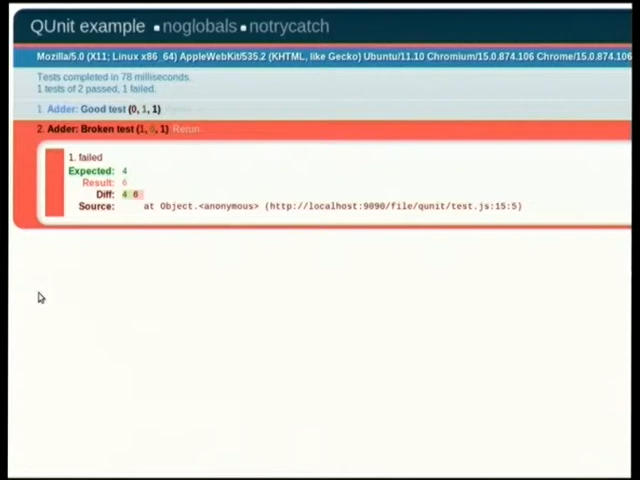 QUnit example ■ noglobals ■ notrycatch
Mozilla/5.0 (X11; Linux x86_64) AppleWebKit/535.2 (KHTML, like Gecko) Ubuntu/11.10 Chromium/15.0.874.106 Chrome/15.0.874.106
Tests completed in 78 milliseconds.
1 tests of 2 passed, 1 failed.
1. Adder: Good test (0, 1, 1)
2. Adder: Broken test (1, 0, 1) Rerun
1. failed
Expected: 4
Result: 6
Diff: 4 6
Source: at Object.<anonymous> (http://localhost:9090/file/qunit/test.js:15:5)